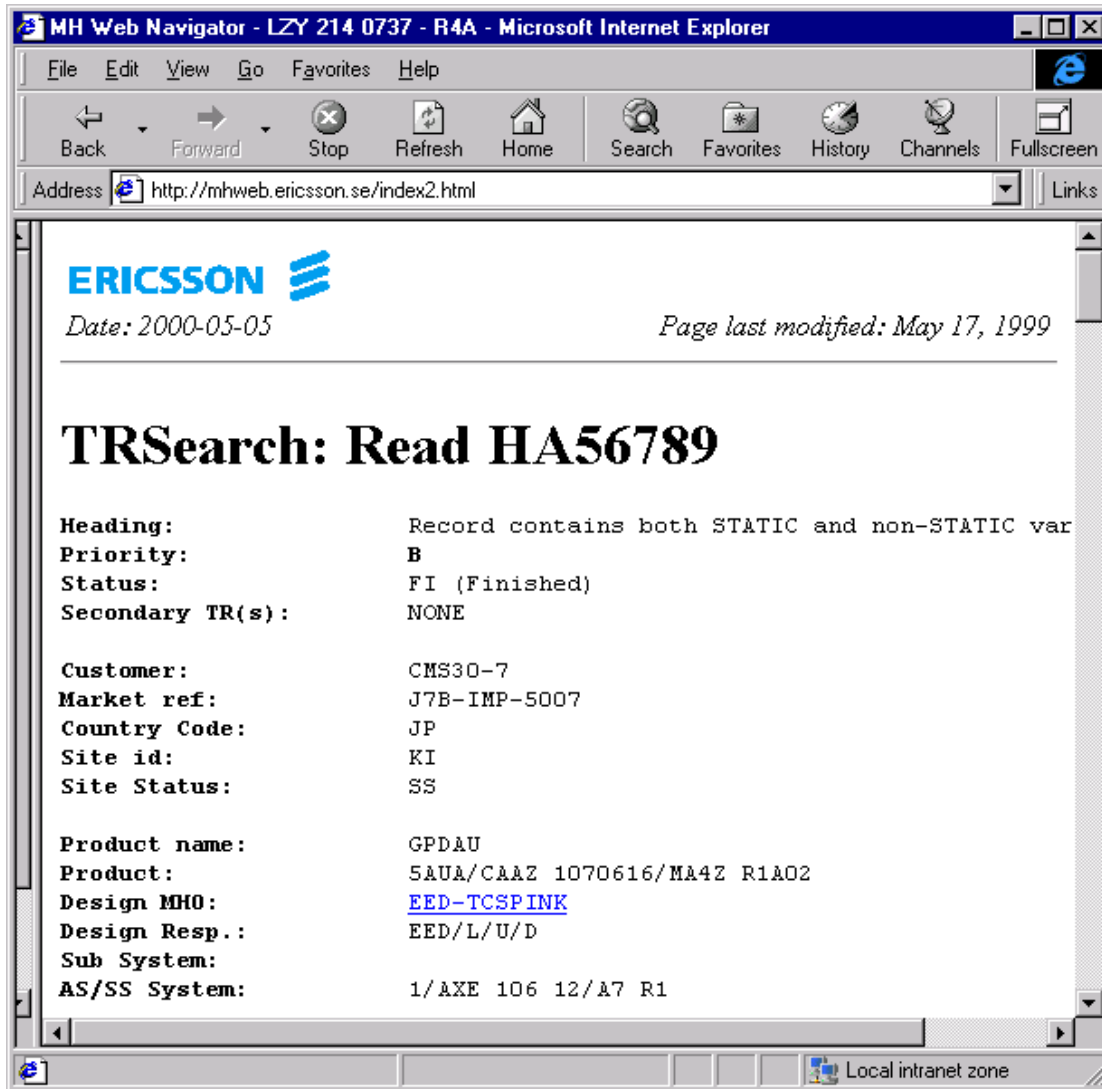 MH Web Navigator - LZY 214 0737 - R4A - Microsoft Internet Explorer
File Edit View Go Favorites Help
Back Forward Stop Refresh Home Search Favorites History Channels Fullscreen
Address http://mhweb.ericsson.se/index2.html Links
ERICSSON
Date: 2000-05-05 Page last modified: May 17, 1999
TRSearch: Read HA56789
Heading: Record contains both STATIC and non-STATIC var
Priority: B
Status: FI (Finished)
Secondary TR(s): NONE
Customer: CMS30-7
Market ref: J7B-IMP-5007
Country Code: JP
Site id: KI
Site Status: SS
Product name: GPDAU
Product: 5AUA/CAAZ 1070616/MA4Z R1A02
Design MHO: EED-TCSPINK
Design Resp.: EED/L/U/D
Sub System:
AS/SS System: 1/AXE 106 12/A7 R1
Local intranet zone